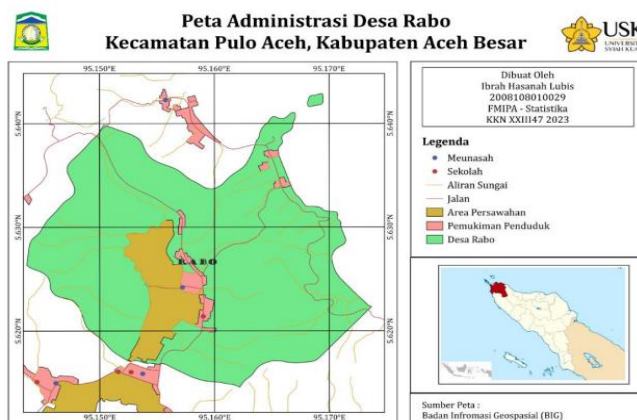 Peta Administrasi Desa Rabo
Kecamatan Pulo Aceh, Kabupaten Aceh Besar
USK
UNIVERSI
SYIAH KUA
95.150°E
95.160°E
95.170°E
5.640°N
5.640°N
5.630°N
5.630°N
5.620°N
5.620°N
RABO
95.150°E
95.160°E
95.170°E
Dibuat Oleh
Ibrah Hasanah Lubis
2008108010029
FMIPA - Statistika
KKN XXIII47 2023
Legenda
Meunasah
Sekolah
Aliran Sungai
Jalan
Area Persawahan
Pemukiman Penduduk
Desa Rabo
Sumber Peta :
Badan Infromasi Geospasial (BIG)